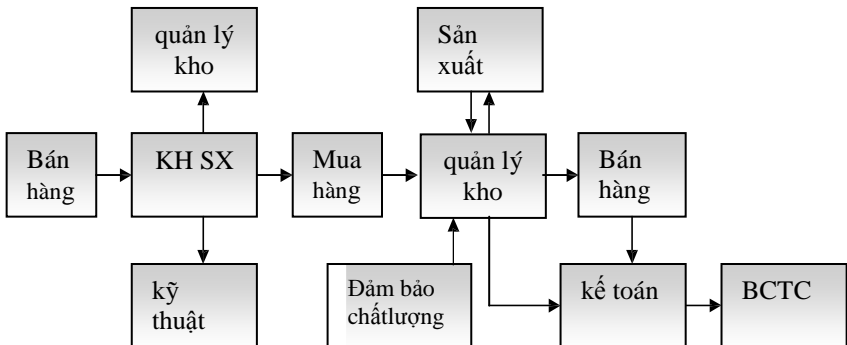 quản lý
kho
Sản
xuất
Bán
hàng
KH SX
Mua
hàng
quản lý
kho
Bán
hàng
kỹ
thuật
Đảm bảo
chấtlượng
kế toán
BCTC